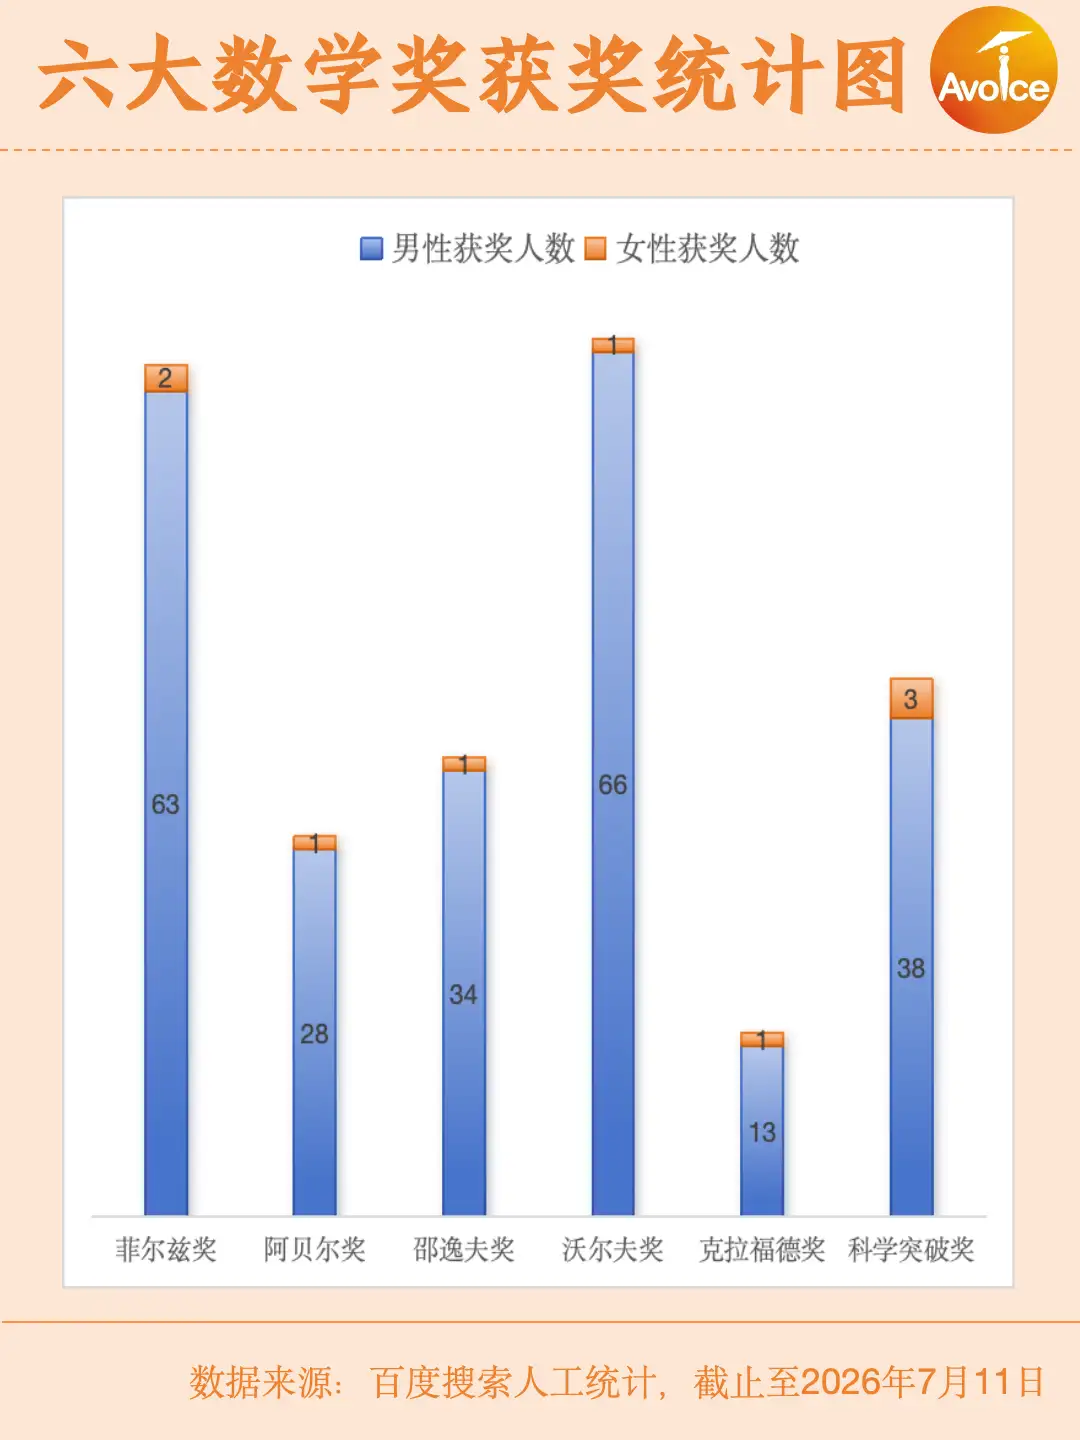 六大数学奖获奖统计图
Avoice
男性获奖人数 女性获奖人数
2
1
63
3
1
1
66
28
34
38
1
13
菲尔兹奖 阿贝尔奖 邵逸夫奖 沃尔夫奖 克拉福德奖 科学突破奖
数据来源：百度搜索人工统计，截止至2026年7月11日